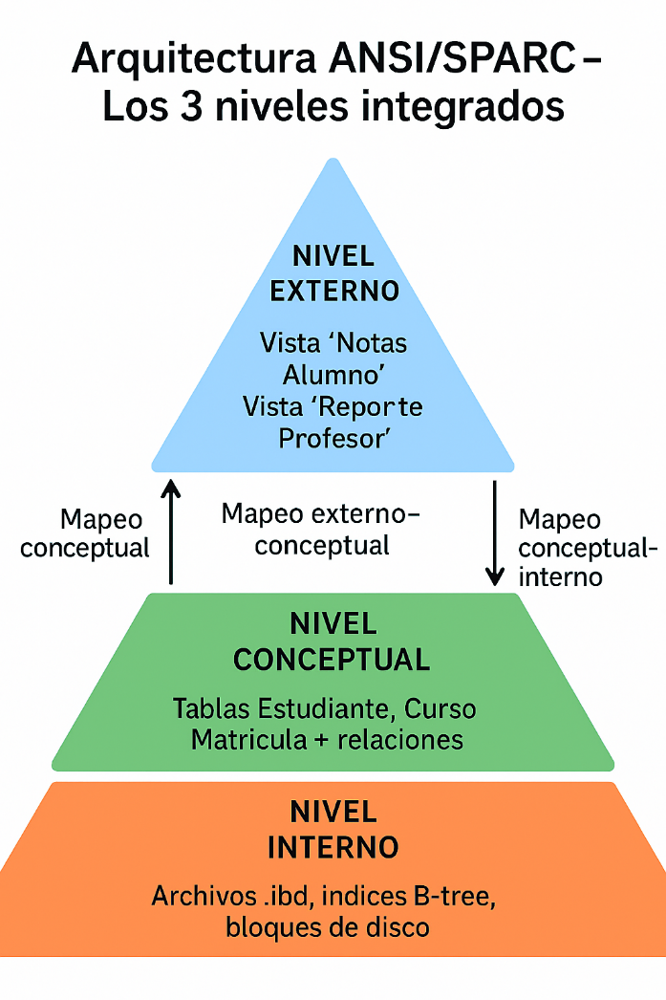 Arquitectura ANSI/SPARC –
Los 3 niveles integrados
NIVEL
EXTERNO
Vista ‘Notas
Alumno’
Vista ‘Reporte
Profesor’
Mapeo
conceptual
Mapeo externo–
conceptual
Mapeo
conceptual-
interno
NIVEL
CONCEPTUAL
Tablas Estudiante, Curso
Matricula + relaciones
NIVEL
INTERNO
Archivos .ibd, indices B-tree,
bloques de disco